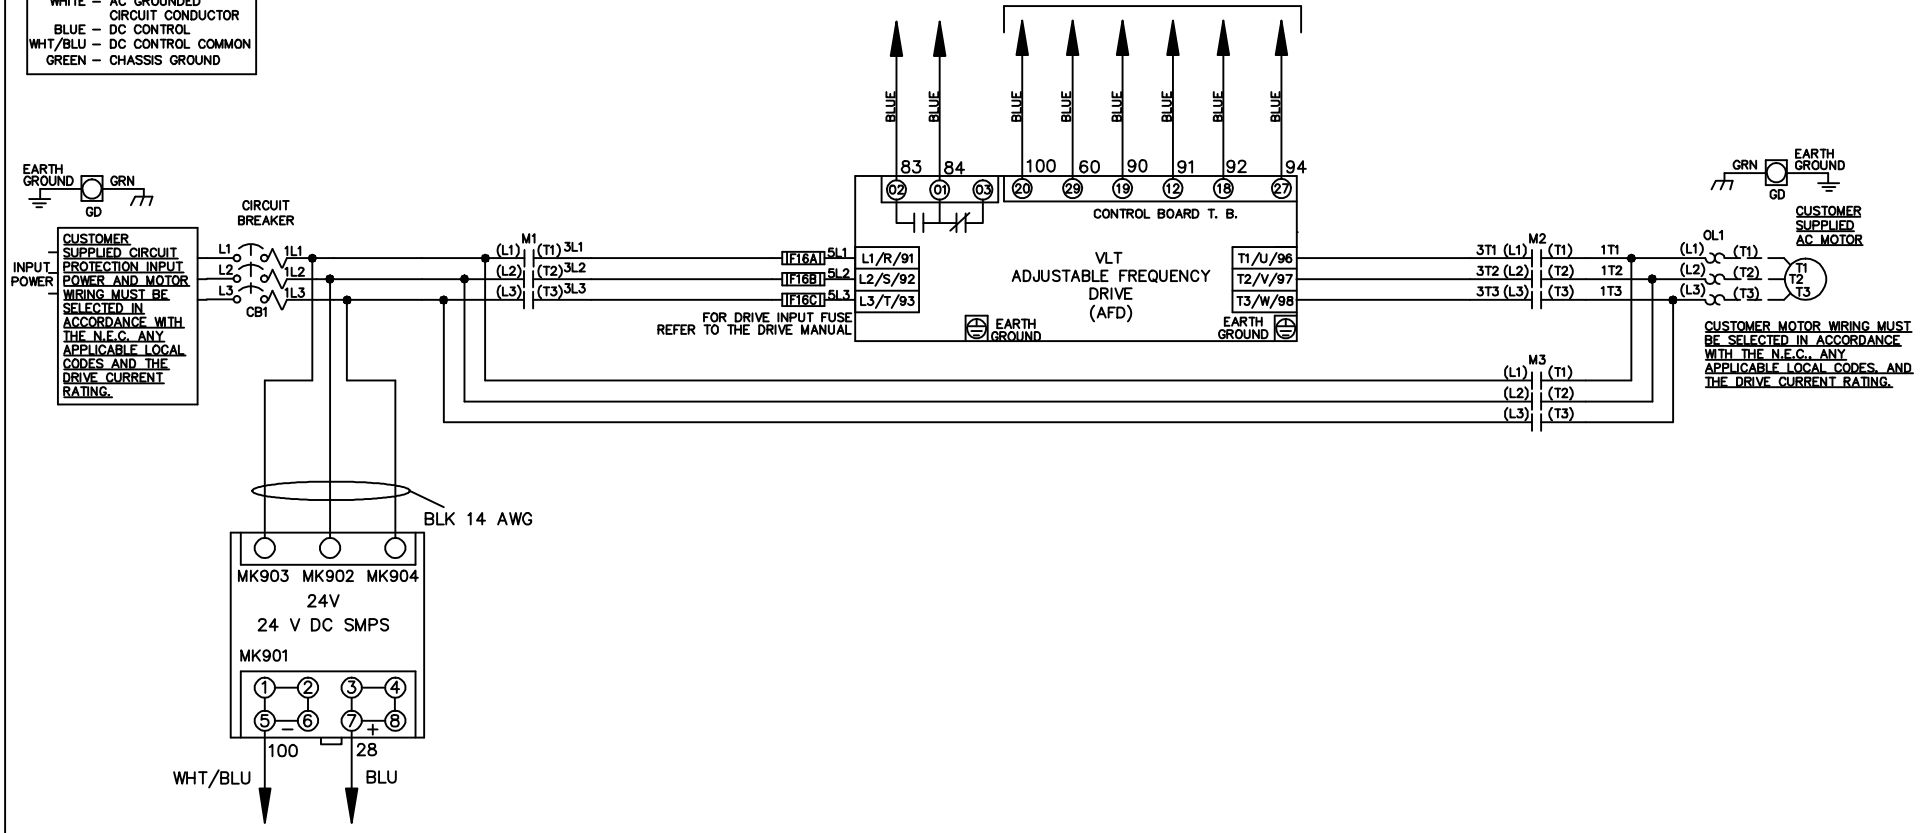 WHITE – AC GROUNDED
CIRCUIT CONDUCTOR
BLUE – DC CONTROL
WHT/BLU – DC CONTROL COMMON
GREEN – CHASSIS GROUND
BLUE
BLUE
BLUE
BLUE
BLUE
BLUE
BLUE
BLUE
83
84
100
60
90
91
92
94
02
01
03
20
29
19
12
18
27
CONTROL BOARD T. B.
EARTH
GROUND
GRN
GD
CIRCUIT
BREAKER
INPUT
POWER
CUSTOMER
SUPPLIED CIRCUIT
PROTECTION INPUT
POWER AND MOTOR
WIRING MUST BE
SELECTED IN
ACCORDANCE WITH
THE N.E.C. ANY
APPLICABLE LOCAL
CODES AND THE
DRIVE CURRENT
RATING.
L1
L2
L3
1L1
1L2
1L3
CB1
M1
(L1) (T1) 3L1
(L2) (T2) 3L2
(L3) (T3) 3L3
F16A 5L1
F16B 5L2
F16C 5L3
FOR DRIVE INPUT FUSE
REFER TO THE DRIVE MANUAL
L1/R/91
L2/S/92
L3/T/93
VLT
ADJUSTABLE FREQUENCY
DRIVE
(AFD)
T1/U/96
T2/V/97
T3/W/98
EARTH
GROUND
EARTH
GROUND
M2
3T1 (L1) (T1) 1T1
3T2 (L2) (T2) 1T2
3T3 (L3) (T3) 1T3
OL1
(L1) (T1)
(L2) (T2)
(L3) (T3)
T1
T2
T3
GRN
EARTH
GROUND
GD
CUSTOMER
SUPPLIED
AC MOTOR
CUSTOMER MOTOR WIRING MUST
BE SELECTED IN ACCORDANCE
WITH THE N.E.C., ANY
APPLICABLE LOCAL CODES, AND
THE DRIVE CURRENT RATING.
M3
(L1) (T1)
(L2) (T2)
(L3) (T3)
BLK 14 AWG
MK903 MK902 MK904
24V
24 V DC SMPS
MK901
1 2 3 4
5 – 6 7 + 8
100
28
WHT/BLU
BLU